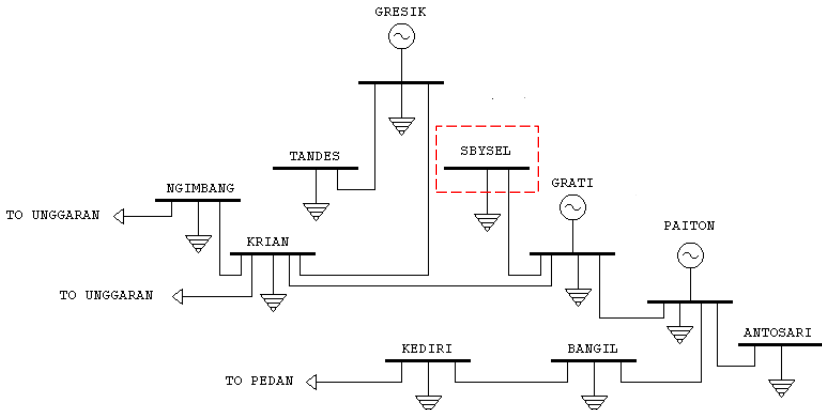 GRESIK
TANDES
SBYSEL
NGIMBANG
GRATI
TO UNGGARAN
KRIAN
PAITON
TO UNGGARAN
ANTOSARI
KEDIRI
BANGIL
TO PEDAN